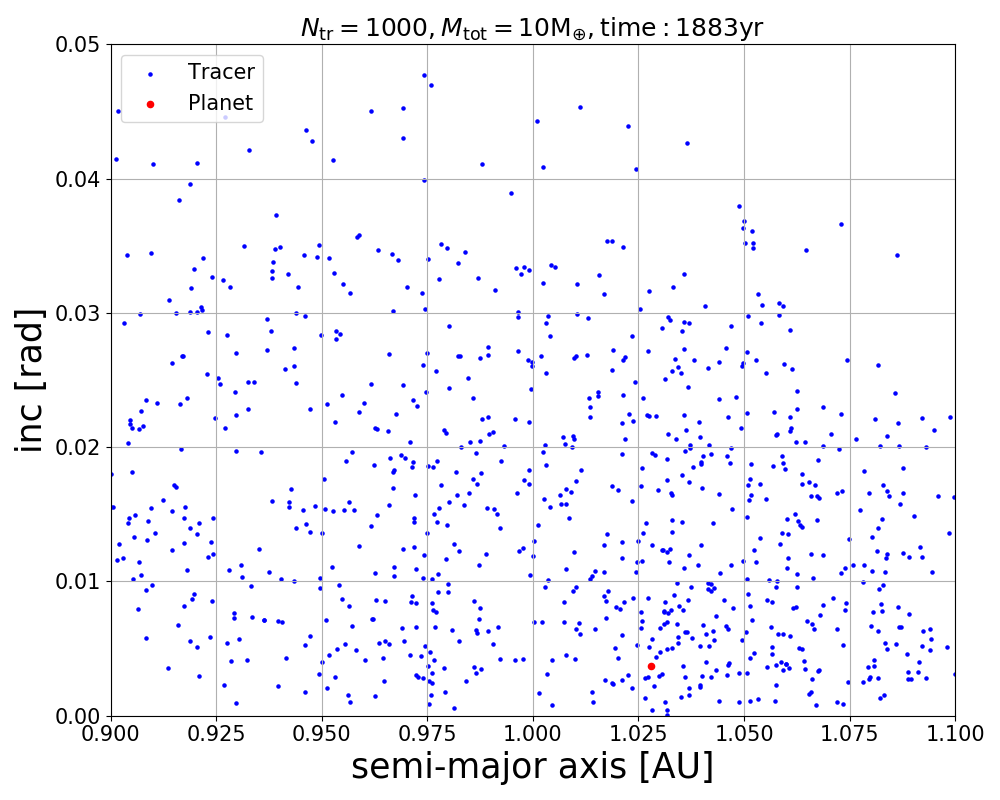 N_tr = 1000, M_tot = 10M_⊕, time : 1883yr
Tracer
Planet
0.05
0.04
0.03
0.02
0.01
0.00
inc [rad]
0.900 0.925 0.950 0.975 1.000 1.025 1.050 1.075 1.100
semi-major axis [AU]